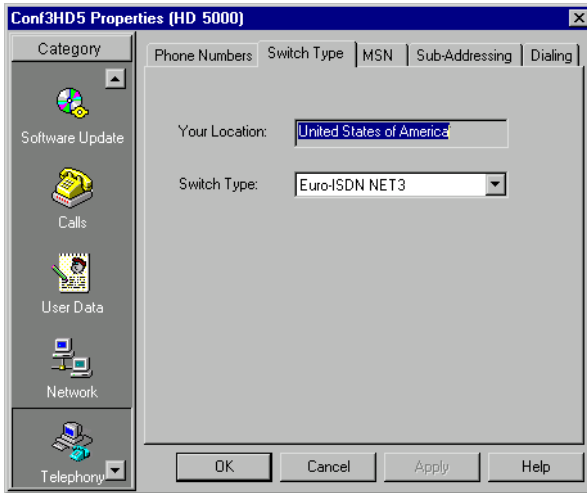 Conf3HD5 Properties (HD 5000)
Category
Phone Numbers Switch Type MSN Sub-Addressing Dialing
Software Update
Your Location: United States of America
Switch Type: Euro-ISDN NET3
Calls
User Data
Network
Telephony
OK Cancel Apply Help